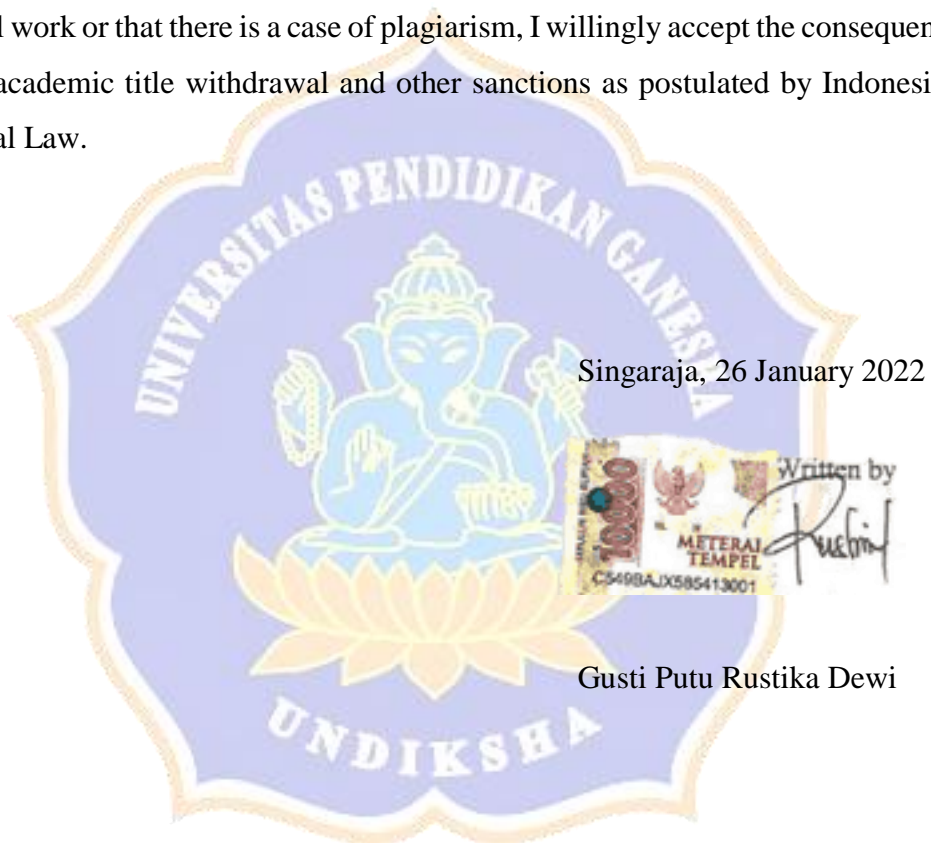 l work or that there is a case of plagiarism, I willingly accept the consequen
academic title withdrawal and other sanctions as postulated by Indonesi
al Law.
UNIVERSITAS PENDIDIKAN GANESHA
Singaraja, 26 January 2022
Written by
10000
METERAI
TEMPEL
C549BAJX585413001
Gusti Putu Rustika Dewi
UNDIKSHA